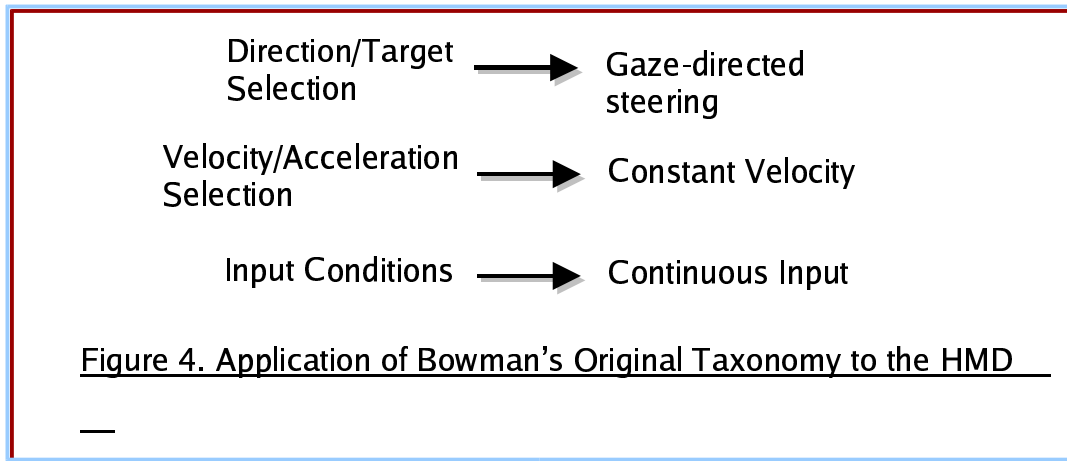 Direction/Target
Selection
Gaze-directed
steering
Velocity/Acceleration
Selection
Constant Velocity
Input Conditions
Continuous Input
Figure 4. Application of Bowman’s Original Taxonomy to the HMD